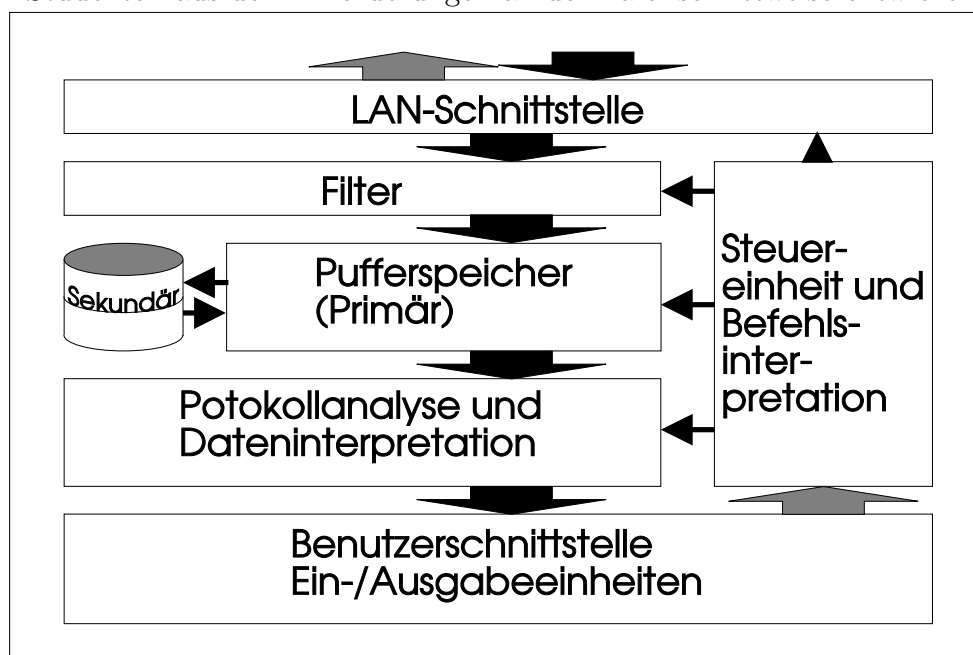 LAN-Schnittstelle
Filter
Pufferspeicher
(Primär)
Sekundär
Steuer-
einheit und
Befehls-
inter-
pretation
Potokollanalyse und
Dateninterpretation
Benutzerschnittstelle
Ein-/Ausgabeeinheiten